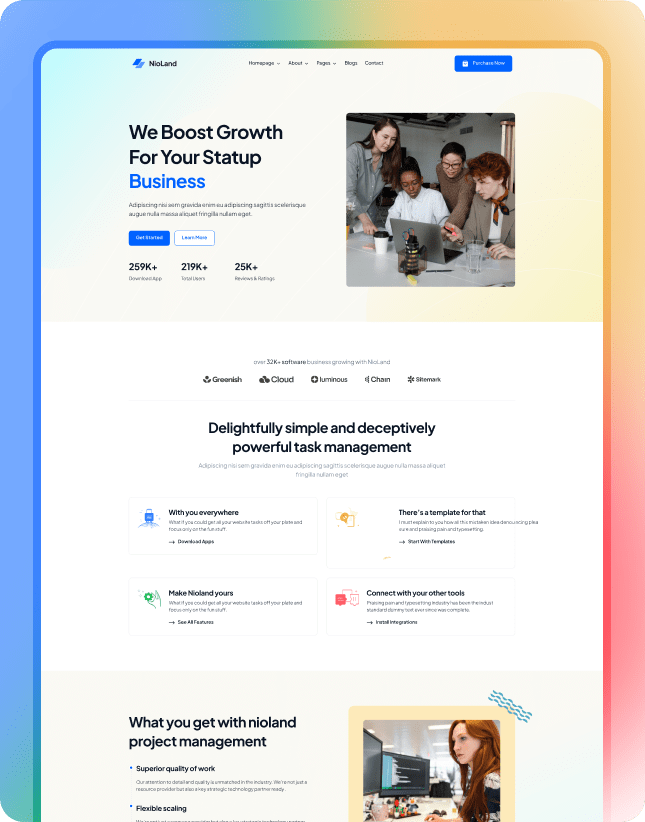 NioLand
Homepage About Pages Blogs Contact
Purchase Now
We Boost Growth
For Your Statup
Business
Adipiscing nisi sem gravida enim eu adipiscing sagittis scelerisque
augue nulla massa aliquet fringilla nullam eget.
Get Started
Learn More
259K+ 219K+ 25K+
Download App Total Users Reviews & Ratings
over 32K+ software business growing with NioLand
Greenish Cloud luminous Chain Sitemark
Delightfully simple and deceptively
powerful task management
Adipiscing nisi sem gravida enim eu adipiscing sagittis scelerisque augue nulla massa aliquet
fringilla nullam eget
With you everywhere
What if you could get all your website tasks off your plate and
focus only on the fun stuff.
Download Apps
There's a template for that
I must explain to you how all this mistaken idea denouncing plea
sure and praising pain and typesetting.
Start With Templates
Make Nioland yours
What if you could get all your website tasks off your plate and
focus only on the fun stuff.
See All Features
Connect with your other tools
Praising pain and typesetting industry has been the indust
standard dummy text ever since was complete.
Install Integrations
What you get with nioland
project management
Superior quality of work
Our attention to detail and quality is unmatched in the industry. We're not just a
resource provider but also a key strategic technology partner ready.
Flexible scaling